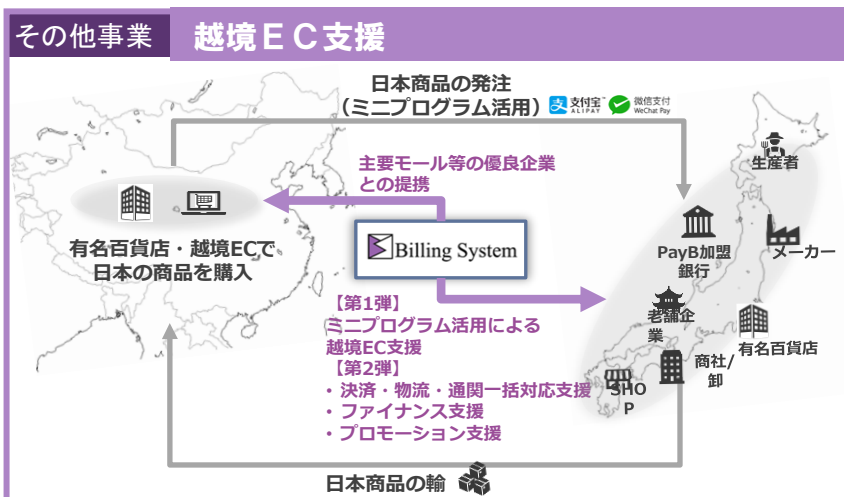 その他事業
越境ＥＣ支援
日本商品の発注
（ミニプログラム活用）
支 支付宝
ALIPAY
微信支付
WeChat Pay
生産者
主要モール等の優良企業
との提携
有名百貨店・越境ECで
日本の商品を購入
Billing System
PayB加盟
銀行
メーカー
老舗企
業
有名百貨店
商社/
卸
SHO
P
【第1弾】
ミニプログラム活用による
越境EC支援
【第2弾】
・決済・物流・通関一括対応支援
・ファイナンス支援
・プロモーション支援
日本商品の輸